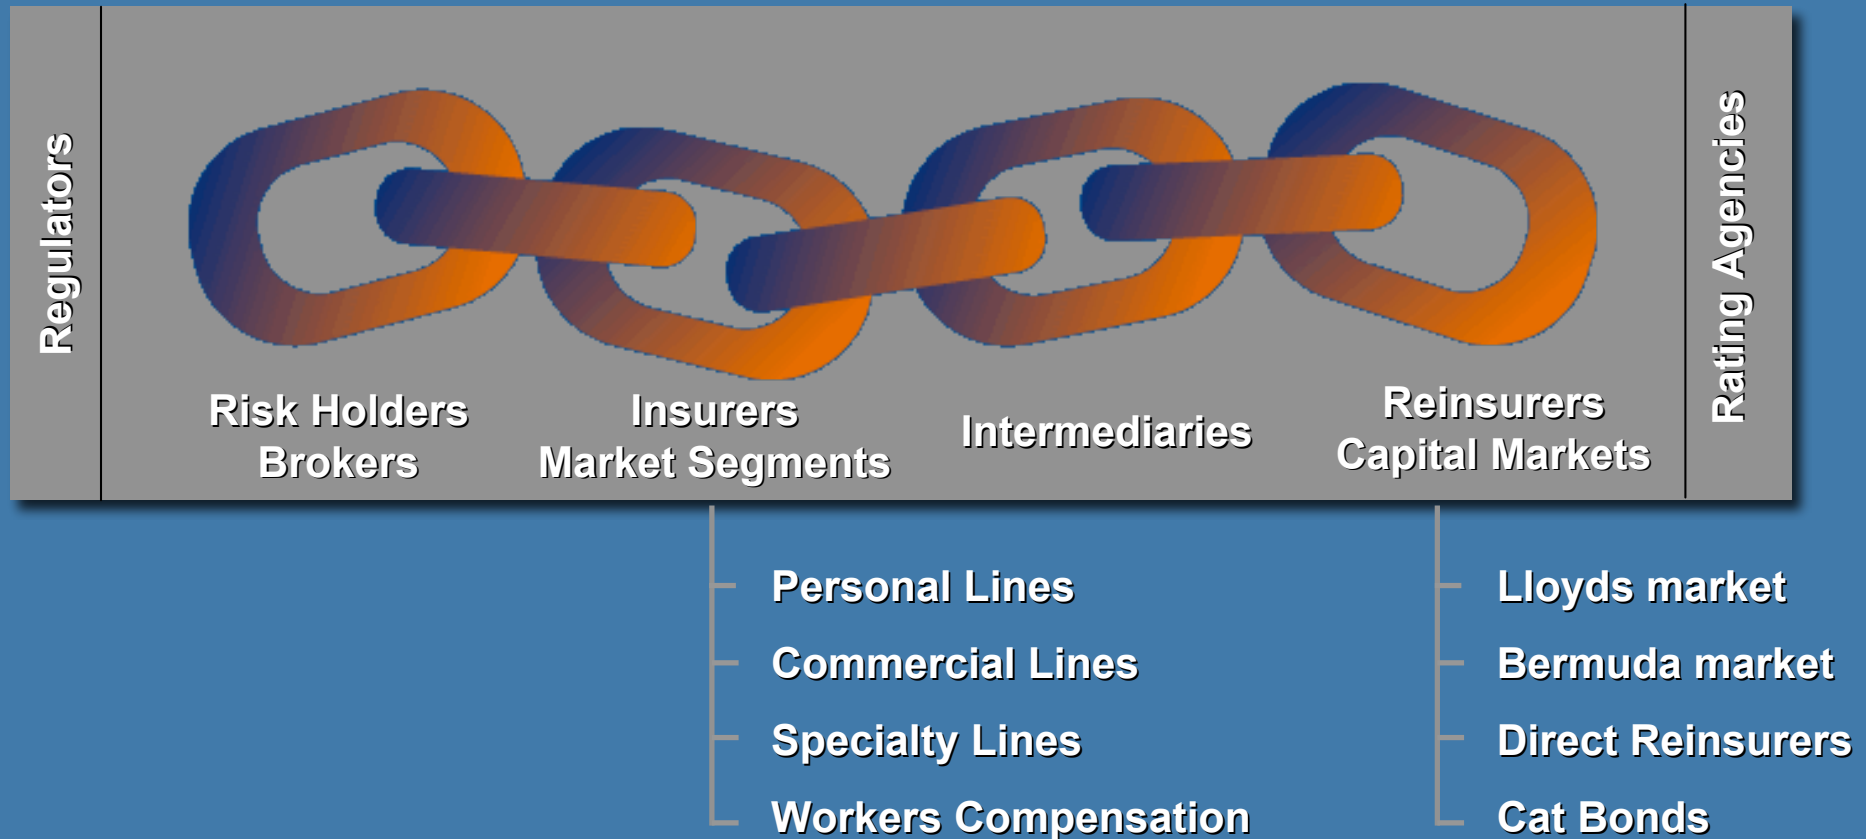 Regulators
Risk Holders
Brokers
Insurers
Market Segments
Intermediaries
Reinsurers
Capital Markets
Rating Agencies
Personal Lines
Commercial Lines
Specialty Lines
Workers Compensation
Lloyds market
Bermuda market
Direct Reinsurers
Cat Bonds